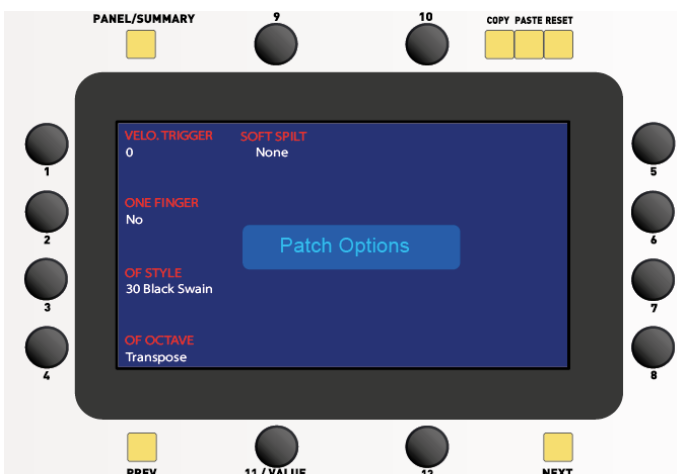 PANEL/SUMMARY 9 10 COPY PASTE RESET
VELO. TRIGGER SOFT SPILT
0 None
1 5
ONE FINGER
No
2 6
Patch Options
OF STYLE
30 Black Swain
3 7
OF OCTAVE
Transpose
4 8
PREV 11 / VALUE 12 NEXT